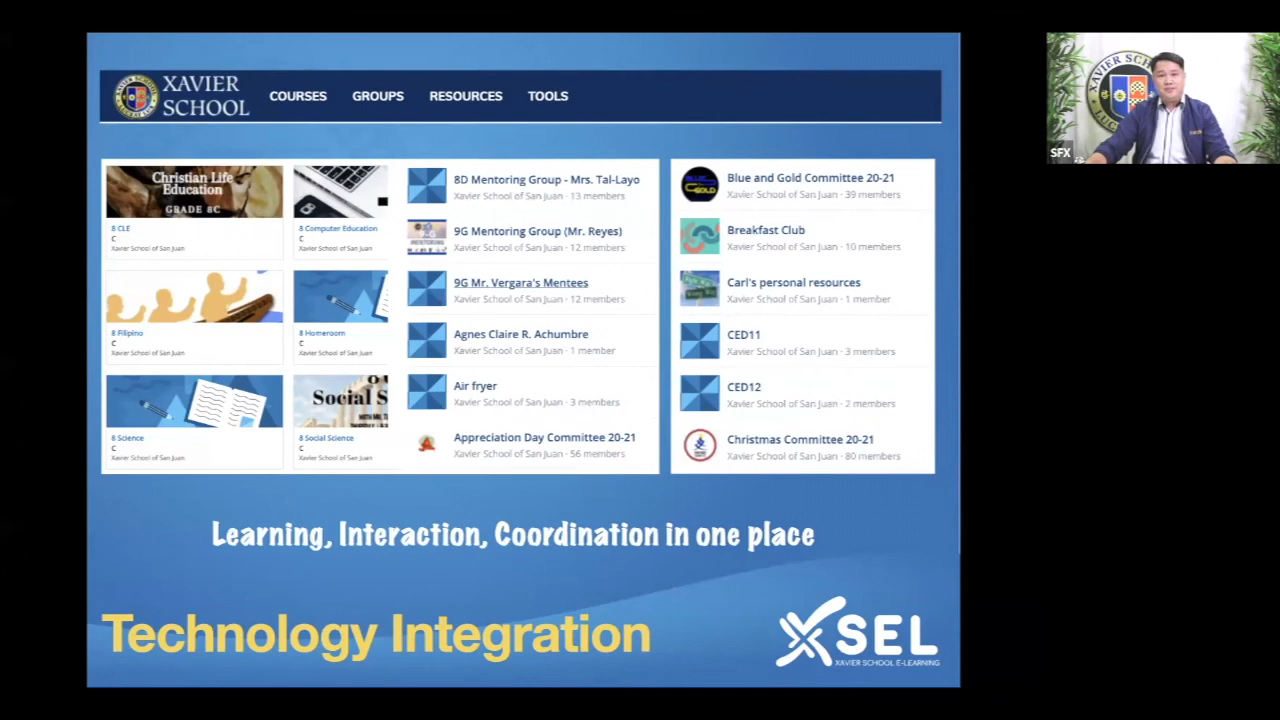 XAVIER
SCHOOL
COURSES GROUPS RESOURCES TOOLS
Christian Life
Education
GRADE 8C
8 CLE
C
Xavier School of San Juan
8 Computer Education
C
Xavier School of San Juan
8 Filipino
C
Xavier School of San Juan
8 Homeroom
C
Xavier School of San Juan
8 Science
C
Xavier School of San Juan
Social S
8 Social Science
C
Xavier School of San Juan
8D Mentoring Group - Mrs. Tal-Layo
Xavier School of San Juan · 13 members
9G Mentoring Group (Mr. Reyes)
Xavier School of San Juan · 12 members
9G Mr. Vergara's Mentees
Xavier School of San Juan · 12 members
Agnes Claire R. Achumbre
Xavier School of San Juan · 1 member
Air fryer
Xavier School of San Juan · 3 members
Appreciation Day Committee 20-21
Xavier School of San Juan · 56 members
Blue and Gold Committee 20-21
Xavier School of San Juan · 39 members
Breakfast Club
Xavier School of San Juan · 10 members
Carl's personal resources
Xavier School of San Juan · 1 member
CED11
Xavier School of San Juan · 3 members
CED12
Xavier School of San Juan · 2 members
Christmas Committee 20-21
Xavier School of San Juan · 80 members
Learning, Interaction, Coordination in one place
Technology Integration
XSEL
XAVIER SCHOOL E-LEARNING
SFX